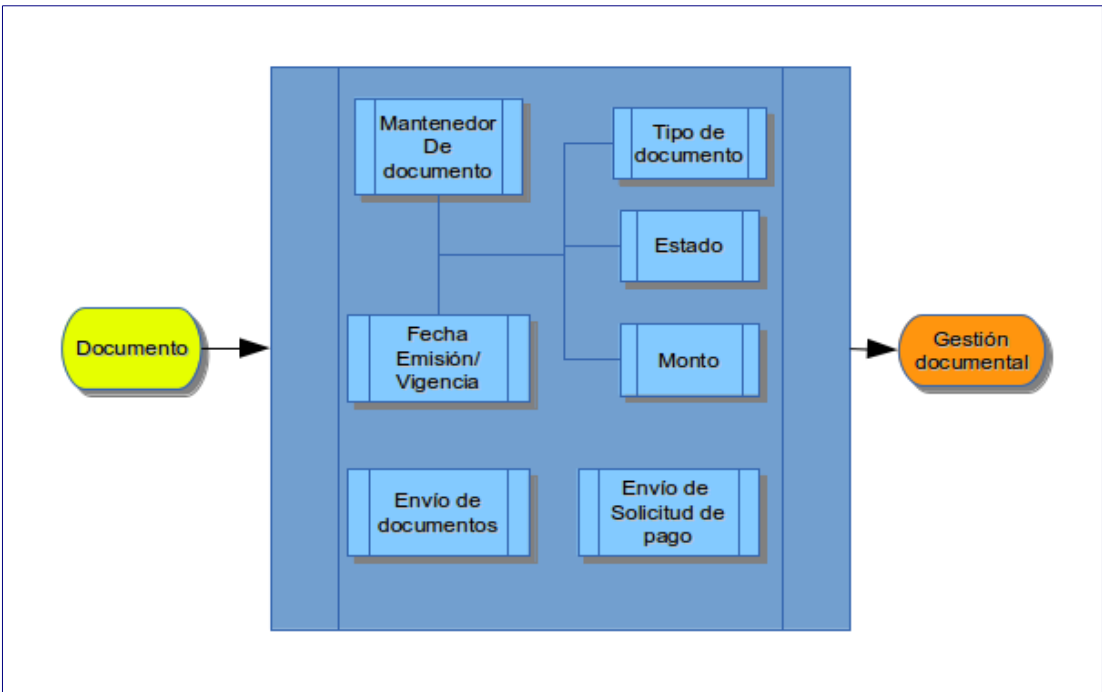 Documento
Mantenedor
De
documento
Tipo de
documento
Estado
Fecha
Emisión/
Vigencia
Monto
Envío de
documentos
Envío de
Solicitud de
pago
Gestión
documental